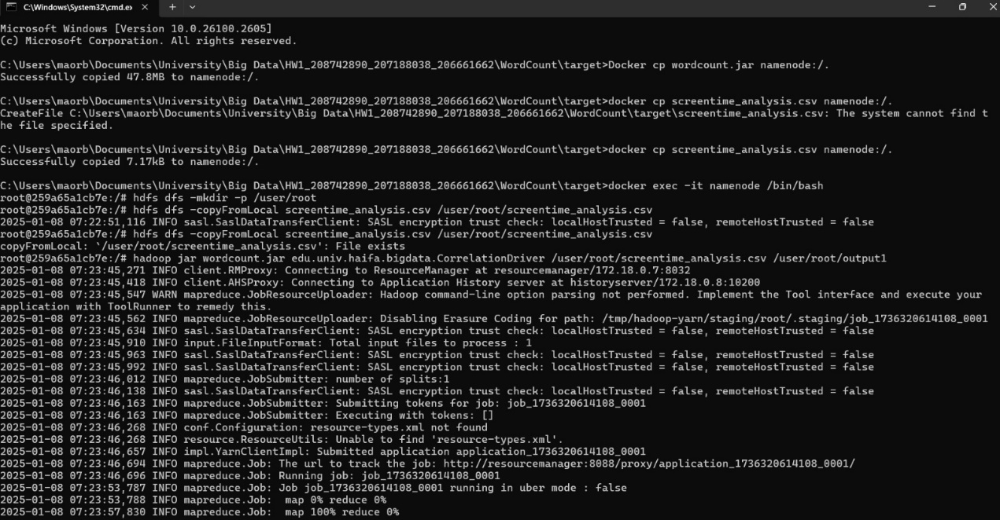 C:\Windows\System32\cmd.ex
Microsoft Windows [Version 10.0.26100.2605]
(c) Microsoft Corporation. All rights reserved.
C:\Users\maorb\Documents\University\Big Data\HW1_208742890_207188038_206661662\WordCount\target>Docker cp wordcount.jar namenode:/.
Successfully copied 47.8MB to namenode:/.
C:\Users\maorb\Documents\University\Big Data\HW1_208742890_207188038_206661662\WordCount\target>docker cp screentime_analysis.csv namenode:/.
CreateFile C:\Users\maorb\Documents\University\Big Data\HW1_208742890_207188038_206661662\WordCount\target\screentime_analysis.csv: The system cannot find t
he file specified.
C:\Users\maorb\Documents\University\Big Data\HW1_208742890_207188038_206661662\WordCount\target>docker cp screentime_analysis.csv namenode:/.
Successfully copied 7.17kB to namenode:/.
C:\Users\maorb\Documents\University\Big Data\HW1_208742890_207188038_206661662\WordCount\target>docker exec -it namenode /bin/bash
root@259a65a1cb7e:/# hdfs dfs -mkdir -p /user/root
root@259a65a1cb7e:/# hdfs dfs -copyFromLocal screentime_analysis.csv /user/root/screentime_analysis.csv
2025-01-08 07:22:51,116 INFO sasl.SaslDataTransferClient: SASL encryption trust check: localHostTrusted = false, remoteHostTrusted = false
root@259a65a1cb7e:/# hdfs dfs -copyFromLocal screentime_analysis.csv /user/root/screentime_analysis.csv
copyFromLocal: `/user/root/screentime_analysis.csv': File exists
root@259a65a1cb7e:/# hadoop jar wordcount.jar edu.univ.haifa.bigdata.CorrelationDriver /user/root/screentime_analysis.csv /user/root/output1
2025-01-08 07:23:45,271 INFO client.RMProxy: Connecting to ResourceManager at resourcemanager/172.18.0.7:8032
2025-01-08 07:23:45,418 INFO client.AHSProxy: Connecting to Application History server at historyserver/172.18.0.8:10200
2025-01-08 07:23:45,547 WARN mapreduce.JobResourceUploader: Hadoop command-line option parsing not performed. Implement the Tool interface and execute your
application with ToolRunner to remedy this.
2025-01-08 07:23:45,562 INFO mapreduce.JobResourceUploader: Disabling Erasure Coding for path: /tmp/hadoop-yarn/staging/root/.staging/job_1736320614108_0001
2025-01-08 07:23:45,634 INFO sasl.SaslDataTransferClient: SASL encryption trust check: localHostTrusted = false, remoteHostTrusted = false
2025-01-08 07:23:45,910 INFO input.FileInputFormat: Total input files to process : 1
2025-01-08 07:23:45,963 INFO sasl.SaslDataTransferClient: SASL encryption trust check: localHostTrusted = false, remoteHostTrusted = false
2025-01-08 07:23:45,992 INFO sasl.SaslDataTransferClient: SASL encryption trust check: localHostTrusted = false, remoteHostTrusted = false
2025-01-08 07:23:46,012 INFO mapreduce.JobSubmitter: number of splits:1
2025-01-08 07:23:46,138 INFO sasl.SaslDataTransferClient: SASL encryption trust check: localHostTrusted = false, remoteHostTrusted = false
2025-01-08 07:23:46,163 INFO mapreduce.JobSubmitter: Submitting tokens for job: job_1736320614108_0001
2025-01-08 07:23:46,163 INFO mapreduce.JobSubmitter: Executing with tokens: []
2025-01-08 07:23:46,268 INFO conf.Configuration: resource-types.xml not found
2025-01-08 07:23:46,268 INFO resource.ResourceUtils: Unable to find 'resource-types.xml'.
2025-01-08 07:23:46,657 INFO impl.YarnClientImpl: Submitted application application_1736320614108_0001
2025-01-08 07:23:46,694 INFO mapreduce.Job: The url to track the job: http://resourcemanager:8088/proxy/application_1736320614108_0001/
2025-01-08 07:23:46,696 INFO mapreduce.Job: Running job: job_1736320614108_0001
2025-01-08 07:23:53,787 INFO mapreduce.Job: Job job_1736320614108_0001 running in uber mode : false
2025-01-08 07:23:53,788 INFO mapreduce.Job:  map 0% reduce 0%
2025-01-08 07:23:57,830 INFO mapreduce.Job:  map 100% reduce 0%